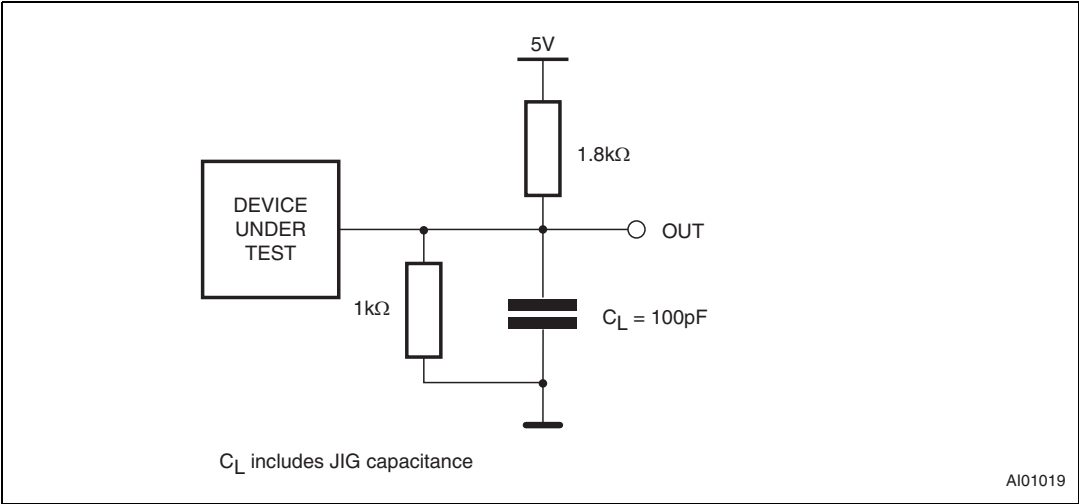 5V
1.8kΩ
DEVICE
UNDER
TEST
OUT
1kΩ
CL = 100pF
CL includes JIG capacitance
AI01019